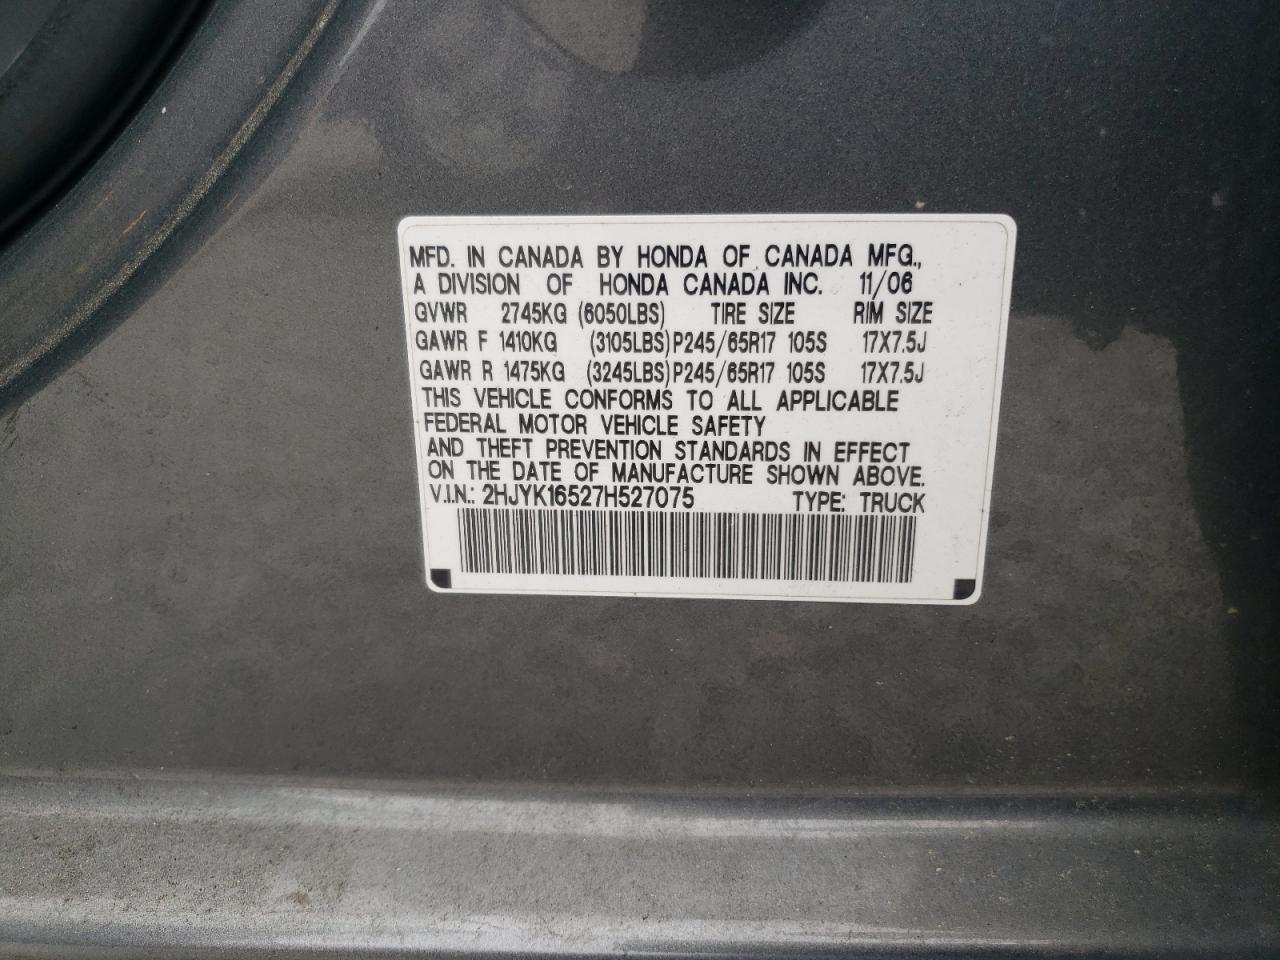 MFD. IN CANADA BY HONDA OF CANADA MFG.,
A DIVISION OF HONDA CANADA INC. 11/06
GVWR 2745KG (6050LBS) TIRE SIZE RIM SIZE
GAWR F 1410KG (3105LBS) P245/65R17 105S 17X7.5J
GAWR R 1475KG (3245LBS) P245/65R17 105S 17X7.5J
THIS VEHICLE CONFORMS TO ALL APPLICABLE
FEDERAL MOTOR VEHICLE SAFETY
AND THEFT PREVENTION STANDARDS IN EFFECT
ON THE DATE OF MANUFACTURE SHOWN ABOVE.
V.I.N.: 2HJYK16527H527075 TYPE: TRUCK